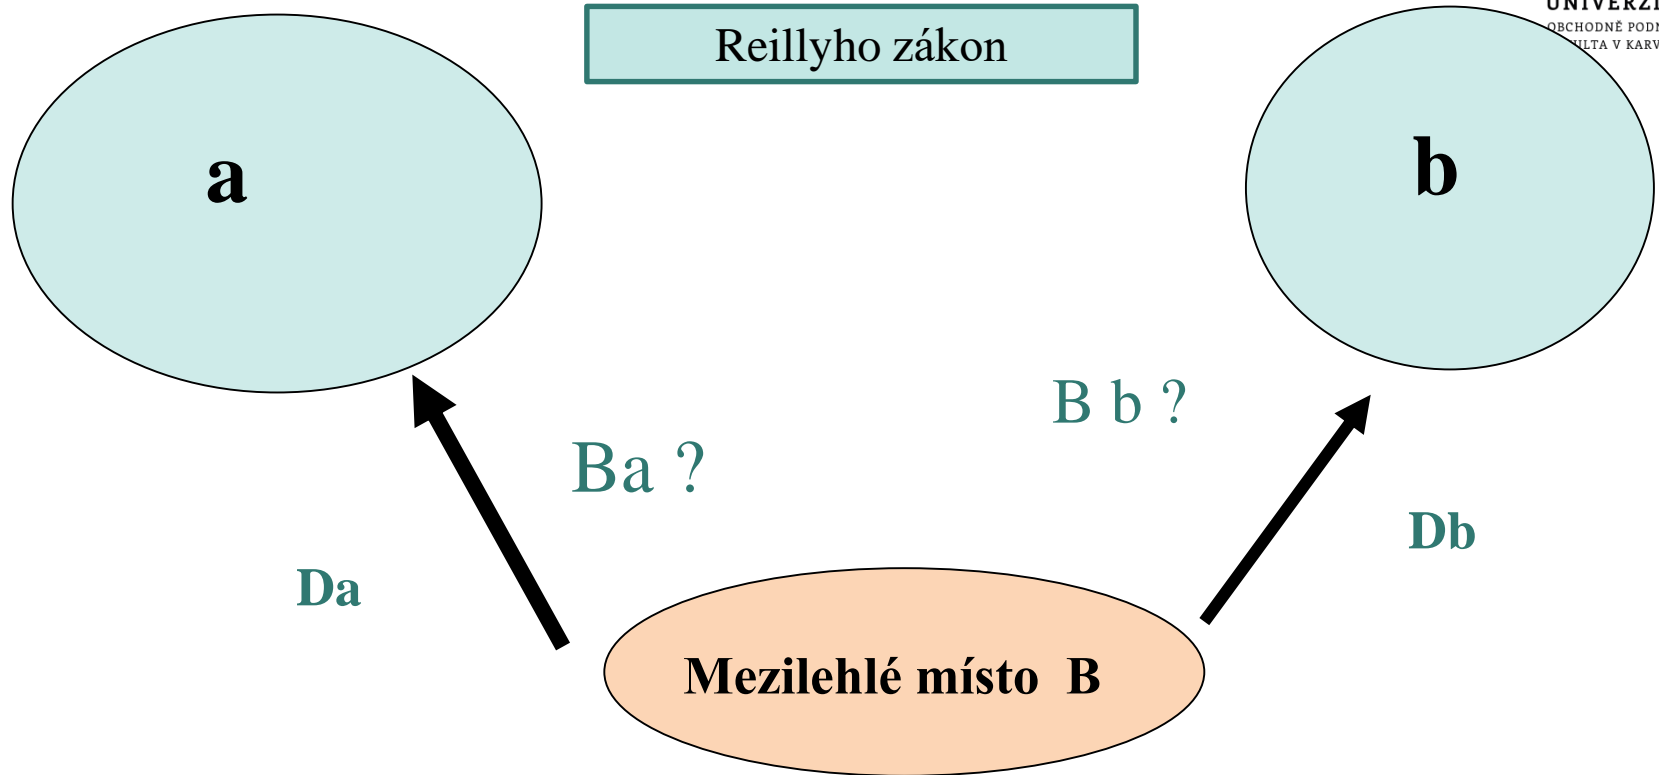 Reillyho zákon
a
b
B b ?
Ba ?
Db
Da
Mezilehlé místo B